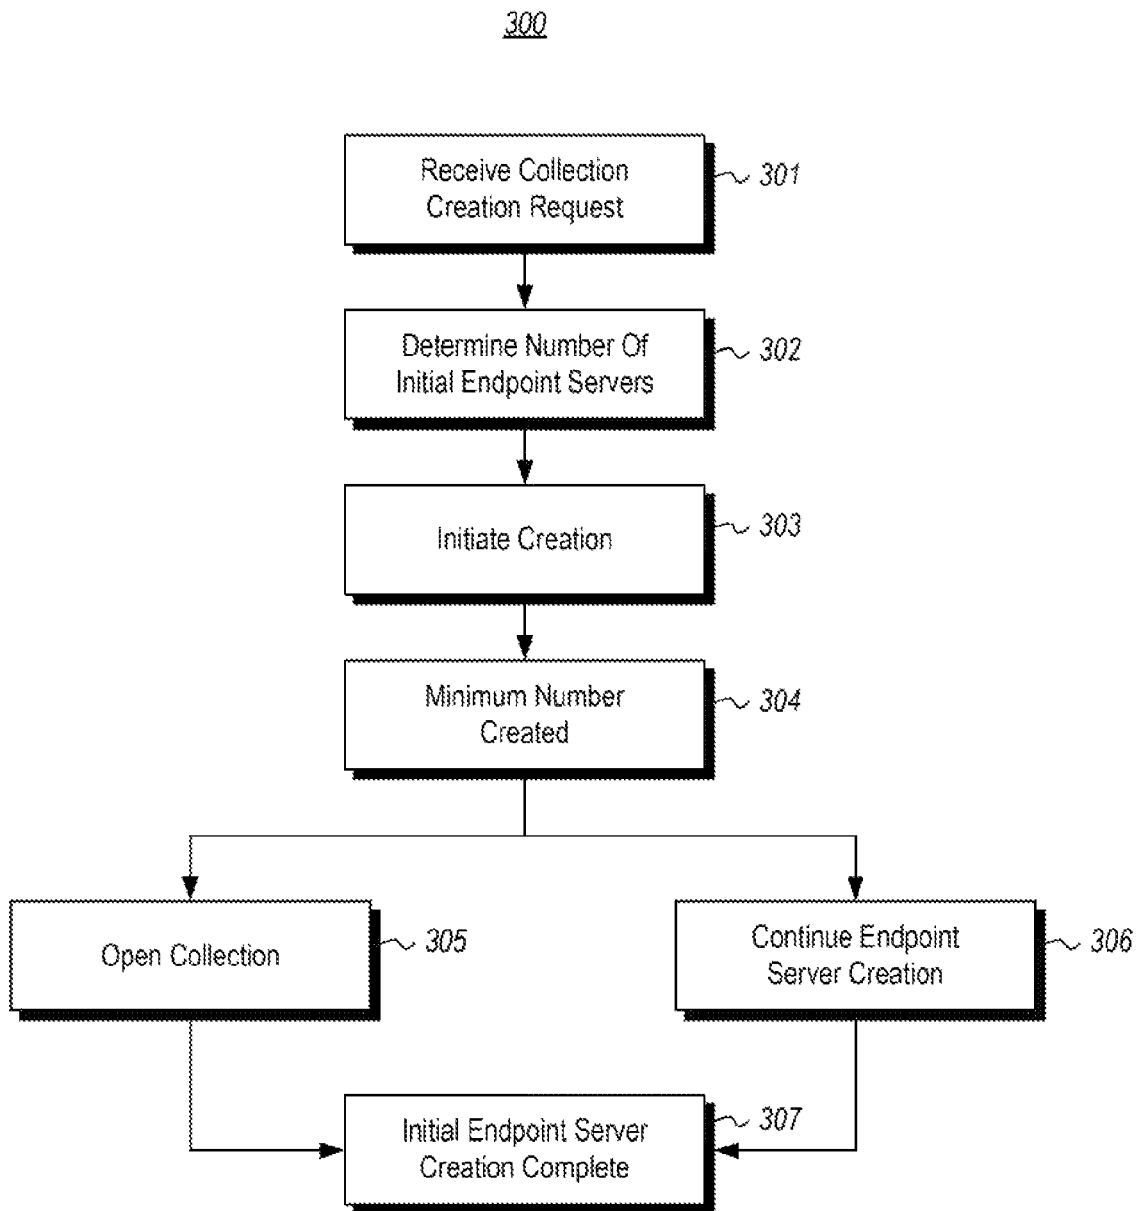 300
Receive Collection
Creation Request
301
Determine Number Of
Initial Endpoint Servers
302
Initiate Creation
303
Minimum Number
Created
304
Open Collection
305
Continue Endpoint
Server Creation
306
Initial Endpoint Server
Creation Complete
307